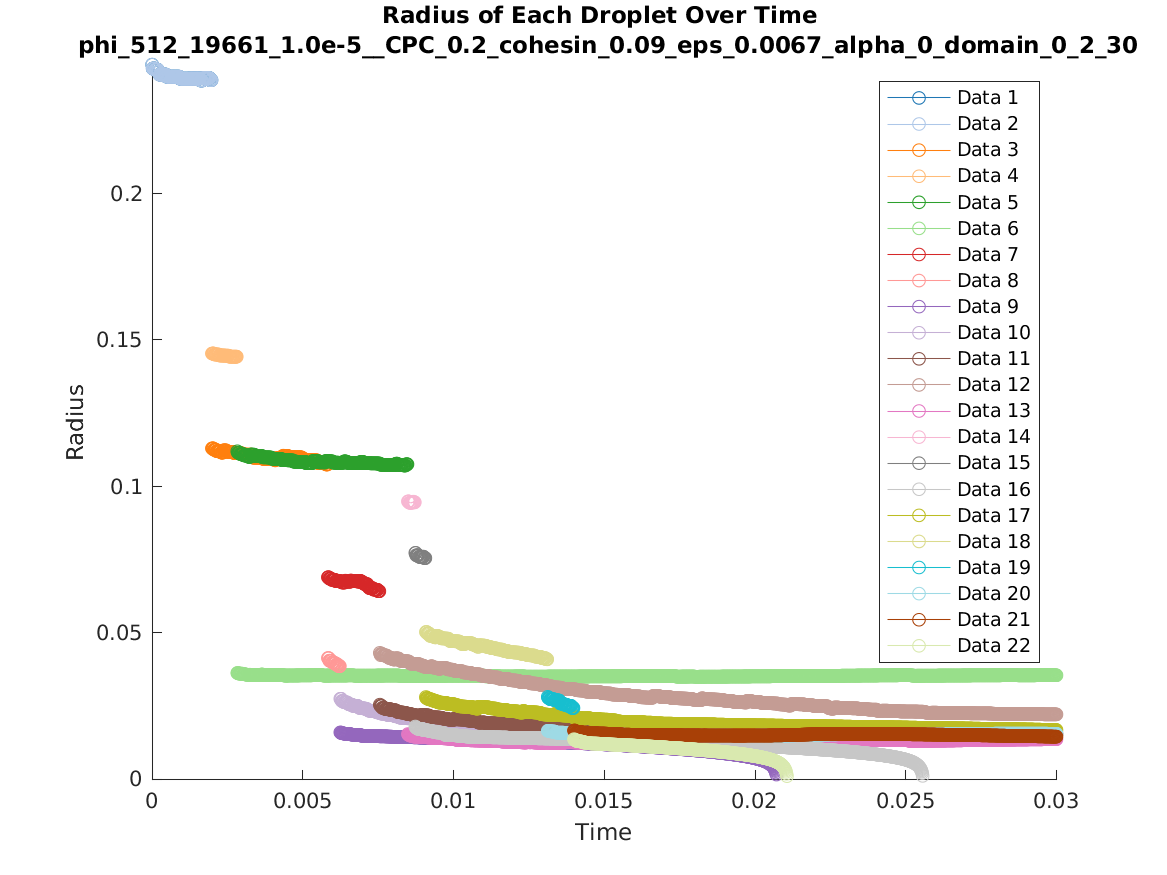 Radius of Each Droplet Over Time
phi_512_19661_1.0e-5__CPC_0.2_cohesin_0.09_eps_0.0067_alpha_0_domain_0_2_30
Radius
0.2
0.15
0.1
0.05
0
0
0.005
0.01
0.015
0.02
0.025
0.03
Time
Data 1
Data 2
Data 3
Data 4
Data 5
Data 6
Data 7
Data 8
Data 9
Data 10
Data 11
Data 12
Data 13
Data 14
Data 15
Data 16
Data 17
Data 18
Data 19
Data 20
Data 21
Data 22